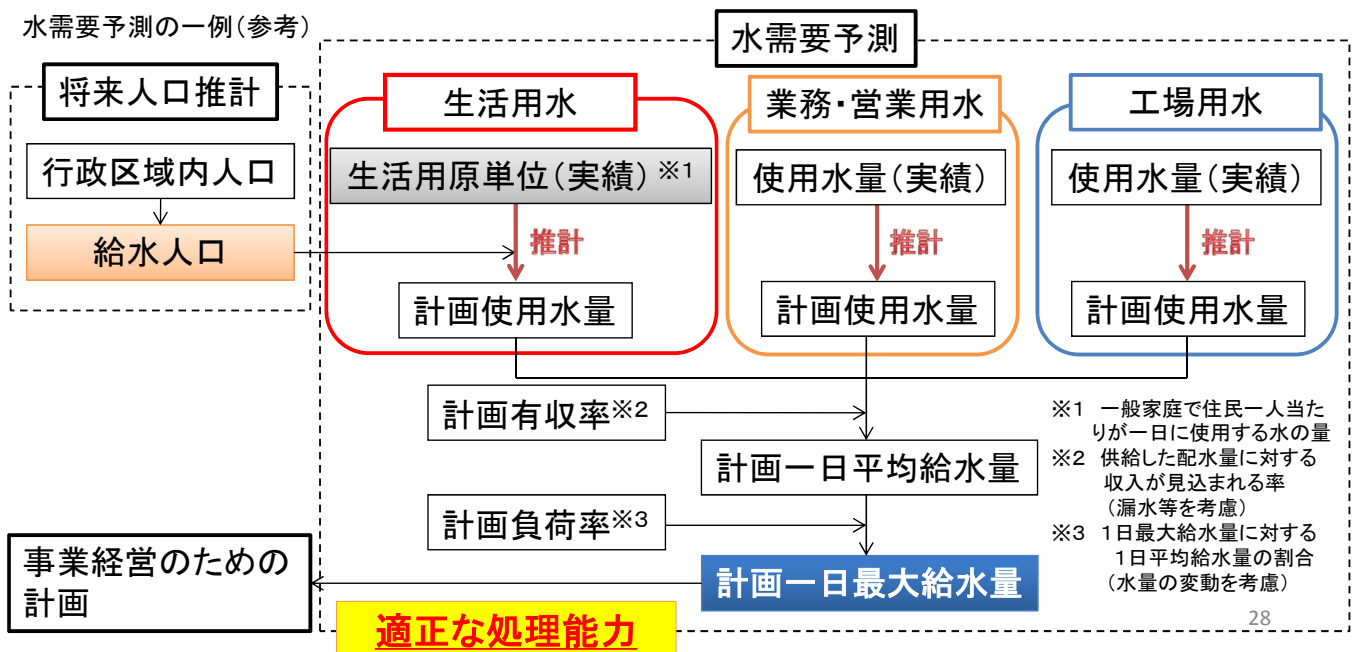 水需要予測の一例(参考)
水需要予測
将来人口推計
行政区域内人口
給水人口
生活用水
生活用原単位(実績)※1
推計
計画使用水量
業務・営業用水
使用水量(実績)
推計
計画使用水量
工場用水
使用水量(実績)
推計
計画使用水量
計画有収率※2
計画一日平均給水量
計画負荷率※3
計画一日最大給水量
事業経営のための
計画
適正な処理能力
※1 一般家庭で住民一人当た
りが一日に使用する水の量
※2 供給した配水量に対する
収入が見込まれる率
(漏水等を考慮)
※3 1日最大給水量に対する
1日平均給水量の割合
(水量の変動を考慮)
28